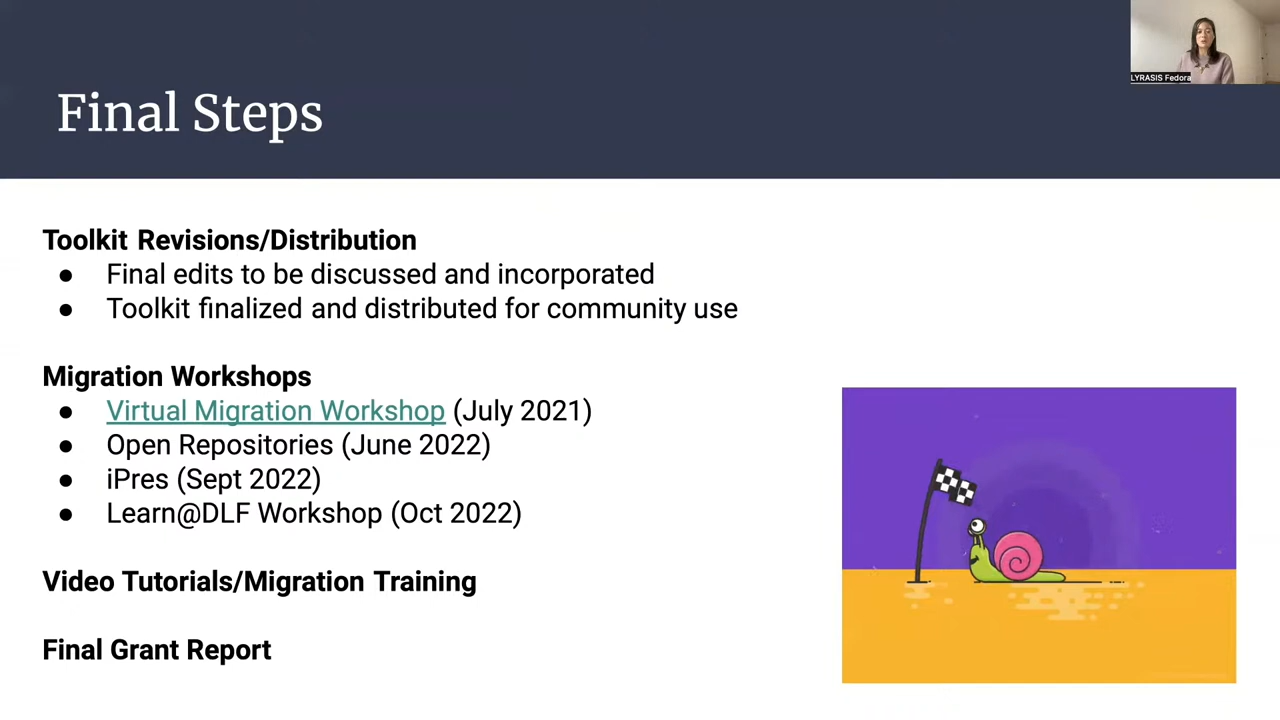 LYRASIS Fedora
Final Steps
Toolkit Revisions/Distribution
● Final edits to be discussed and incorporated
● Toolkit finalized and distributed for community use
Migration Workshops
● Virtual Migration Workshop (July 2021)
● Open Repositories (June 2022)
● iPres (Sept 2022)
● Learn@DLF Workshop (Oct 2022)
Video Tutorials/Migration Training
Final Grant Report